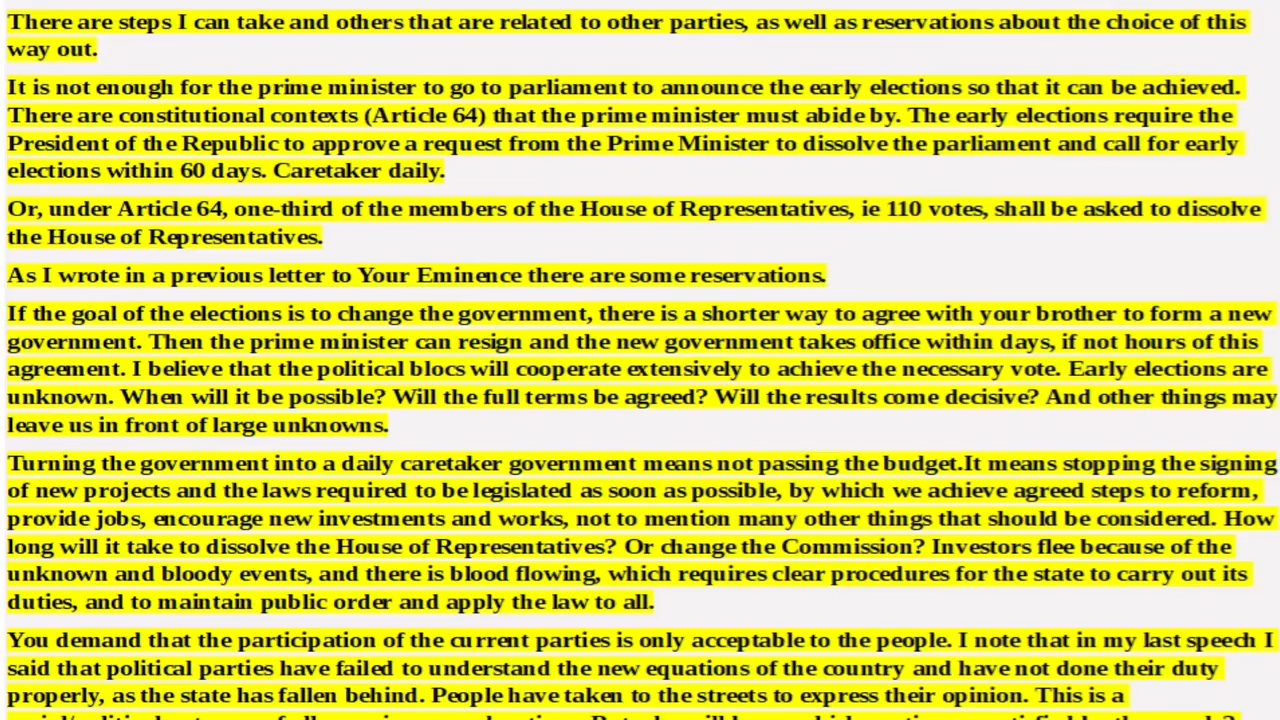 There are steps I can take and others that are related to other parties, as well as reservations about the choice of this
way out.
It is not enough for the prime minister to go to parliament to announce the early elections so that it can be achieved.
There are constitutional contexts (Article 64) that the prime minister must abide by. The early elections require the
President of the Republic to approve a request from the Prime Minister to dissolve the parliament and call for early
elections within 60 days. Caretaker daily.
Or, under Article 64, one-third of the members of the House of Representatives, ie 110 votes, shall be asked to dissolve
the House of Representatives.
As I wrote in a previous letter to Your Eminence there are some reservations.
If the goal of the elections is to change the government, there is a shorter way to agree with your brother to form a new
government. Then the prime minister can resign and the new government takes office within days, if not hours of this
agreement. I believe that the political blocs will cooperate extensively to achieve the necessary vote. Early elections are
unknown. When will it be possible? Will the full terms be agreed? Will the results come decisive? And other things may
leave us in front of large unknowns.
Turning the government into a daily caretaker government means not passing the budget.It means stopping the signing
of new projects and the laws required to be legislated as soon as possible, by which we achieve agreed steps to reform,
provide jobs, encourage new investments and works, not to mention many other things that should be considered. How
long will it take to dissolve the House of Representatives? Or change the Commission? Investors flee because of the
unknown and bloody events, and there is blood flowing, which requires clear procedures for the state to carry out its
duties, and to maintain public order and apply the law to all.
You demand that the participation of the current parties is only acceptable to the people. I note that in my last speech I
said that political parties have failed to understand the new equations of the country and have not done their duty
properly, as the state has fallen behind. People have taken to the streets to express their opinion. This is a